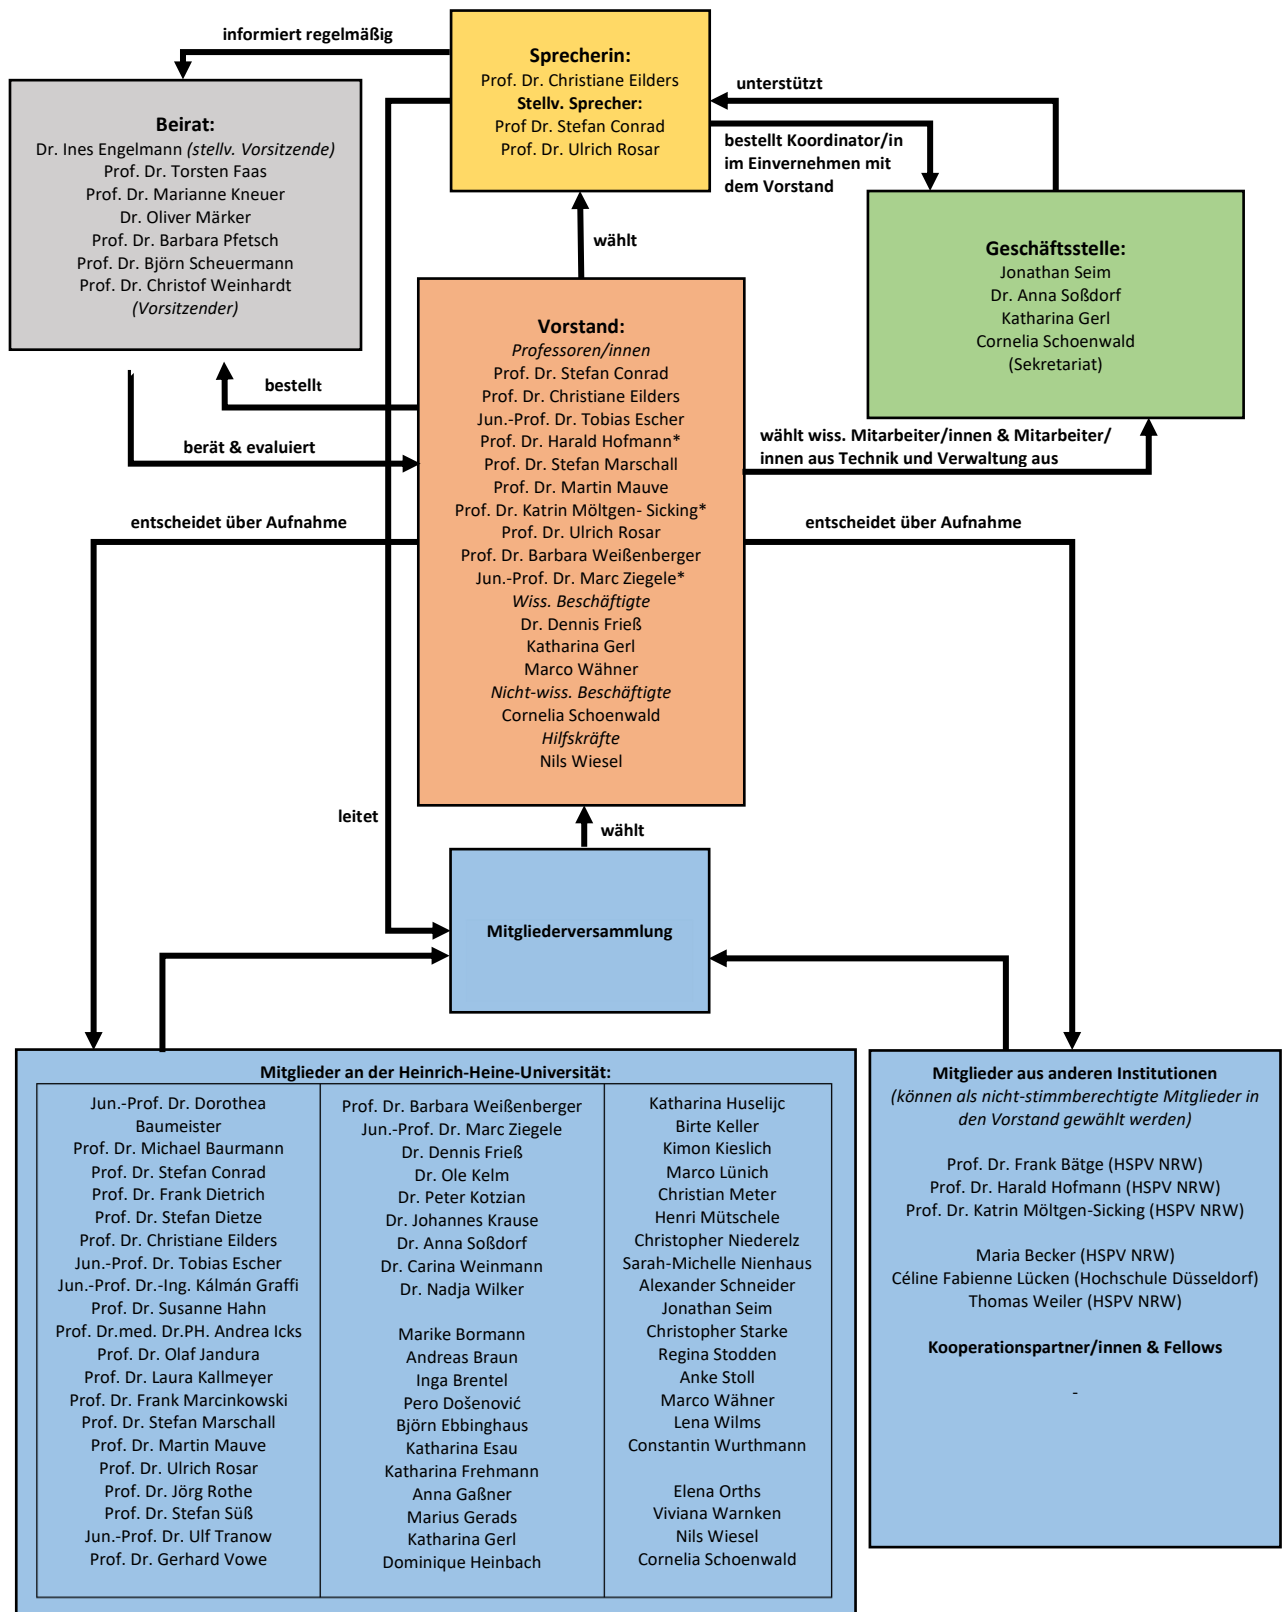 informiert regelmäßig
Sprecherin:
Prof. Dr. Christiane Eilders
Stellv. Sprecher:
Prof Dr. Stefan Conrad
Prof. Dr. Ulrich Rosar
unterstützt
bestellt Koordinator/in
im Einvernehmen mit
dem Vorstand
Beirat:
Dr. Ines Engelmann (stellv. Vorsitzende)
Prof. Dr. Torsten Faas
Prof. Dr. Marianne Kneuer
Dr. Oliver Märker
Prof. Dr. Barbara Pfetsch
Prof. Dr. Björn Scheuermann
Prof. Dr. Christof Weinhardt
(Vorsitzender)
wählt
Geschäftsstelle:
Jonathan Seim
Dr. Anna Soßdorf
Katharina Gerl
Cornelia Schoenwald
(Sekretariat)
bestellt
berät & evaluiert
Vorstand:
Professoren/innen
Prof. Dr. Stefan Conrad
Prof. Dr. Christiane Eilders
Jun.-Prof. Dr. Tobias Escher
Prof. Dr. Harald Hofmann*
Prof. Dr. Stefan Marschall
Prof. Dr. Martin Mauve
Prof. Dr. Katrin Möltgen- Sicking*
Prof. Dr. Ulrich Rosar
Prof. Dr. Barbara Weißenberger
Jun.-Prof. Dr. Marc Ziegele*
Wiss. Beschäftigte
Dr. Dennis Frieß
Katharina Gerl
Marco Wähner
Nicht-wiss. Beschäftigte
Cornelia Schoenwald
Hilfskräfte
Nils Wiesel
wählt wiss. Mitarbeiter/innen & Mitarbeiter/
innen aus Technik und Verwaltung aus
entscheidet über Aufnahme
entscheidet über Aufnahme
leitet
wählt
Mitgliederversammlung
Mitglieder an der Heinrich-Heine-Universität:
Jun.-Prof. Dr. Dorothea
Baumeister
Prof. Dr. Michael Baurmann
Prof. Dr. Stefan Conrad
Prof. Dr. Frank Dietrich
Prof. Dr. Stefan Dietze
Prof. Dr. Christiane Eilders
Jun.-Prof. Dr. Tobias Escher
Jun.-Prof. Dr.-Ing. Kálmán Graffi
Prof. Dr. Susanne Hahn
Prof. Dr.med. Dr.PH. Andrea Icks
Prof. Dr. Olaf Jandura
Prof. Dr. Laura Kallmeyer
Prof. Dr. Frank Marcinkowski
Prof. Dr. Stefan Marschall
Prof. Dr. Martin Mauve
Prof. Dr. Ulrich Rosar
Prof. Dr. Jörg Rothe
Prof. Dr. Stefan Süß
Jun.-Prof. Dr. Ulf Tranow
Prof. Dr. Gerhard Vowe
Prof. Dr. Barbara Weißenberger
Jun.-Prof. Dr. Marc Ziegele
Dr. Dennis Frieß
Dr. Ole Kelm
Dr. Peter Kotzian
Dr. Johannes Krause
Dr. Anna Soßdorf
Dr. Carina Weinmann
Dr. Nadja Wilker
Marike Bormann
Andreas Braun
Inga Brentel
Pero Došenović
Björn Ebbinghaus
Katharina Esau
Katharina Frehmann
Anna Gaßner
Marius Gerads
Katharina Gerl
Dominique Heinbach
Katharina Huselijc
Birte Keller
Kimon Kieslich
Marco Lünich
Christian Meter
Henri Mütschele
Christopher Niederelz
Sarah-Michelle Nienhaus
Alexander Schneider
Jonathan Seim
Christopher Starke
Regina Stodden
Anke Stoll
Marco Wähner
Lena Wilms
Constantin Wurthmann
Elena Orths
Viviana Warnken
Nils Wiesel
Cornelia Schoenwald
Mitglieder aus anderen Institutionen
(können als nicht-stimmberechtigte Mitglieder in
den Vorstand gewählt werden)
Prof. Dr. Frank Bätge (HSPV NRW)
Prof. Dr. Harald Hofmann (HSPV NRW)
Prof. Dr. Katrin Möltgen-Sicking (HSPV NRW)
Maria Becker (HSPV NRW)
Céline Fabienne Lücken (Hochschule Düsseldorf)
Thomas Weiler (HSPV NRW)
Kooperationspartner/innen & Fellows
-